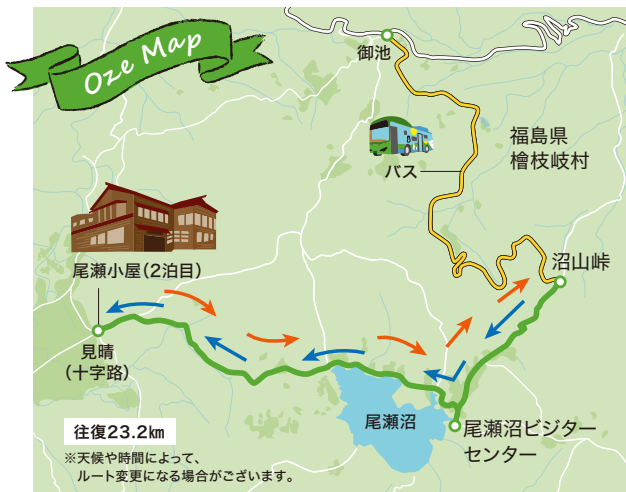 Oze Map
御池
福島県
檜枝岐村
バス
尾瀬小屋(2泊目)
沼山峠
見晴
(十字路)
尾瀬沼
尾瀬沼ビジター
センター
往復23.2km
※天候や時間によって、
ルート変更になる場合がございます。